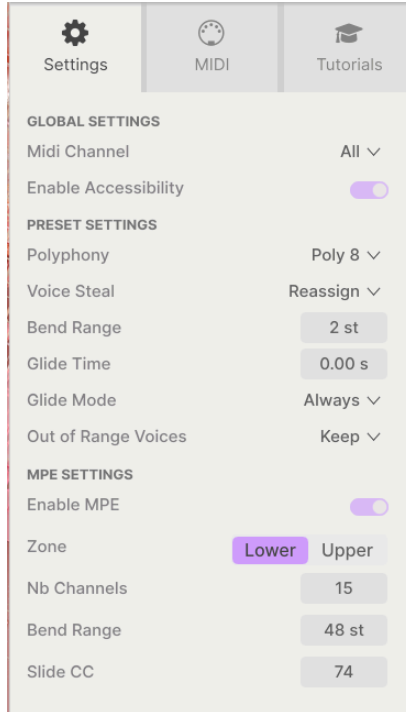 Settings
MIDI
Tutorials
GLOBAL SETTINGS
Midi Channel All
Enable Accessibility
PRESET SETTINGS
Polyphony Poly 8
Voice Steal Reassign
Bend Range 2 st
Glide Time 0.00 s
Glide Mode Always
Out of Range Voices Keep
MPE SETTINGS
Enable MPE
Zone Lower Upper
Nb Channels 15
Bend Range 48 st
Slide CC 74